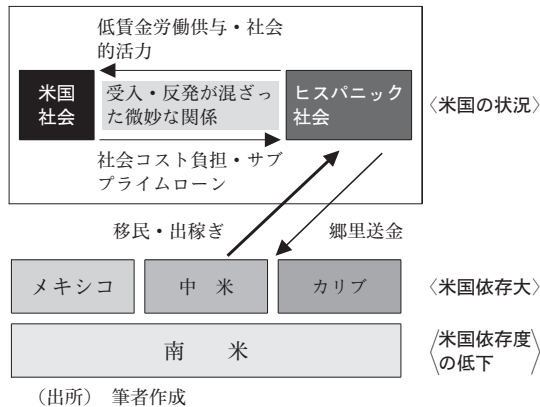 低賃金労働供与・社会
的活力
米国
社会
受入・反発が混ざっ
た微妙な関係
ヒスパニック
社会
〈米国の状況〉
社会コスト負担・サブ
プライムローン
移民・出稼ぎ
郷里送金
メキシコ
中　米
カリブ
〈米国依存大〉
南　米
〈米国依存度
の低下〉
（出所）　筆者作成